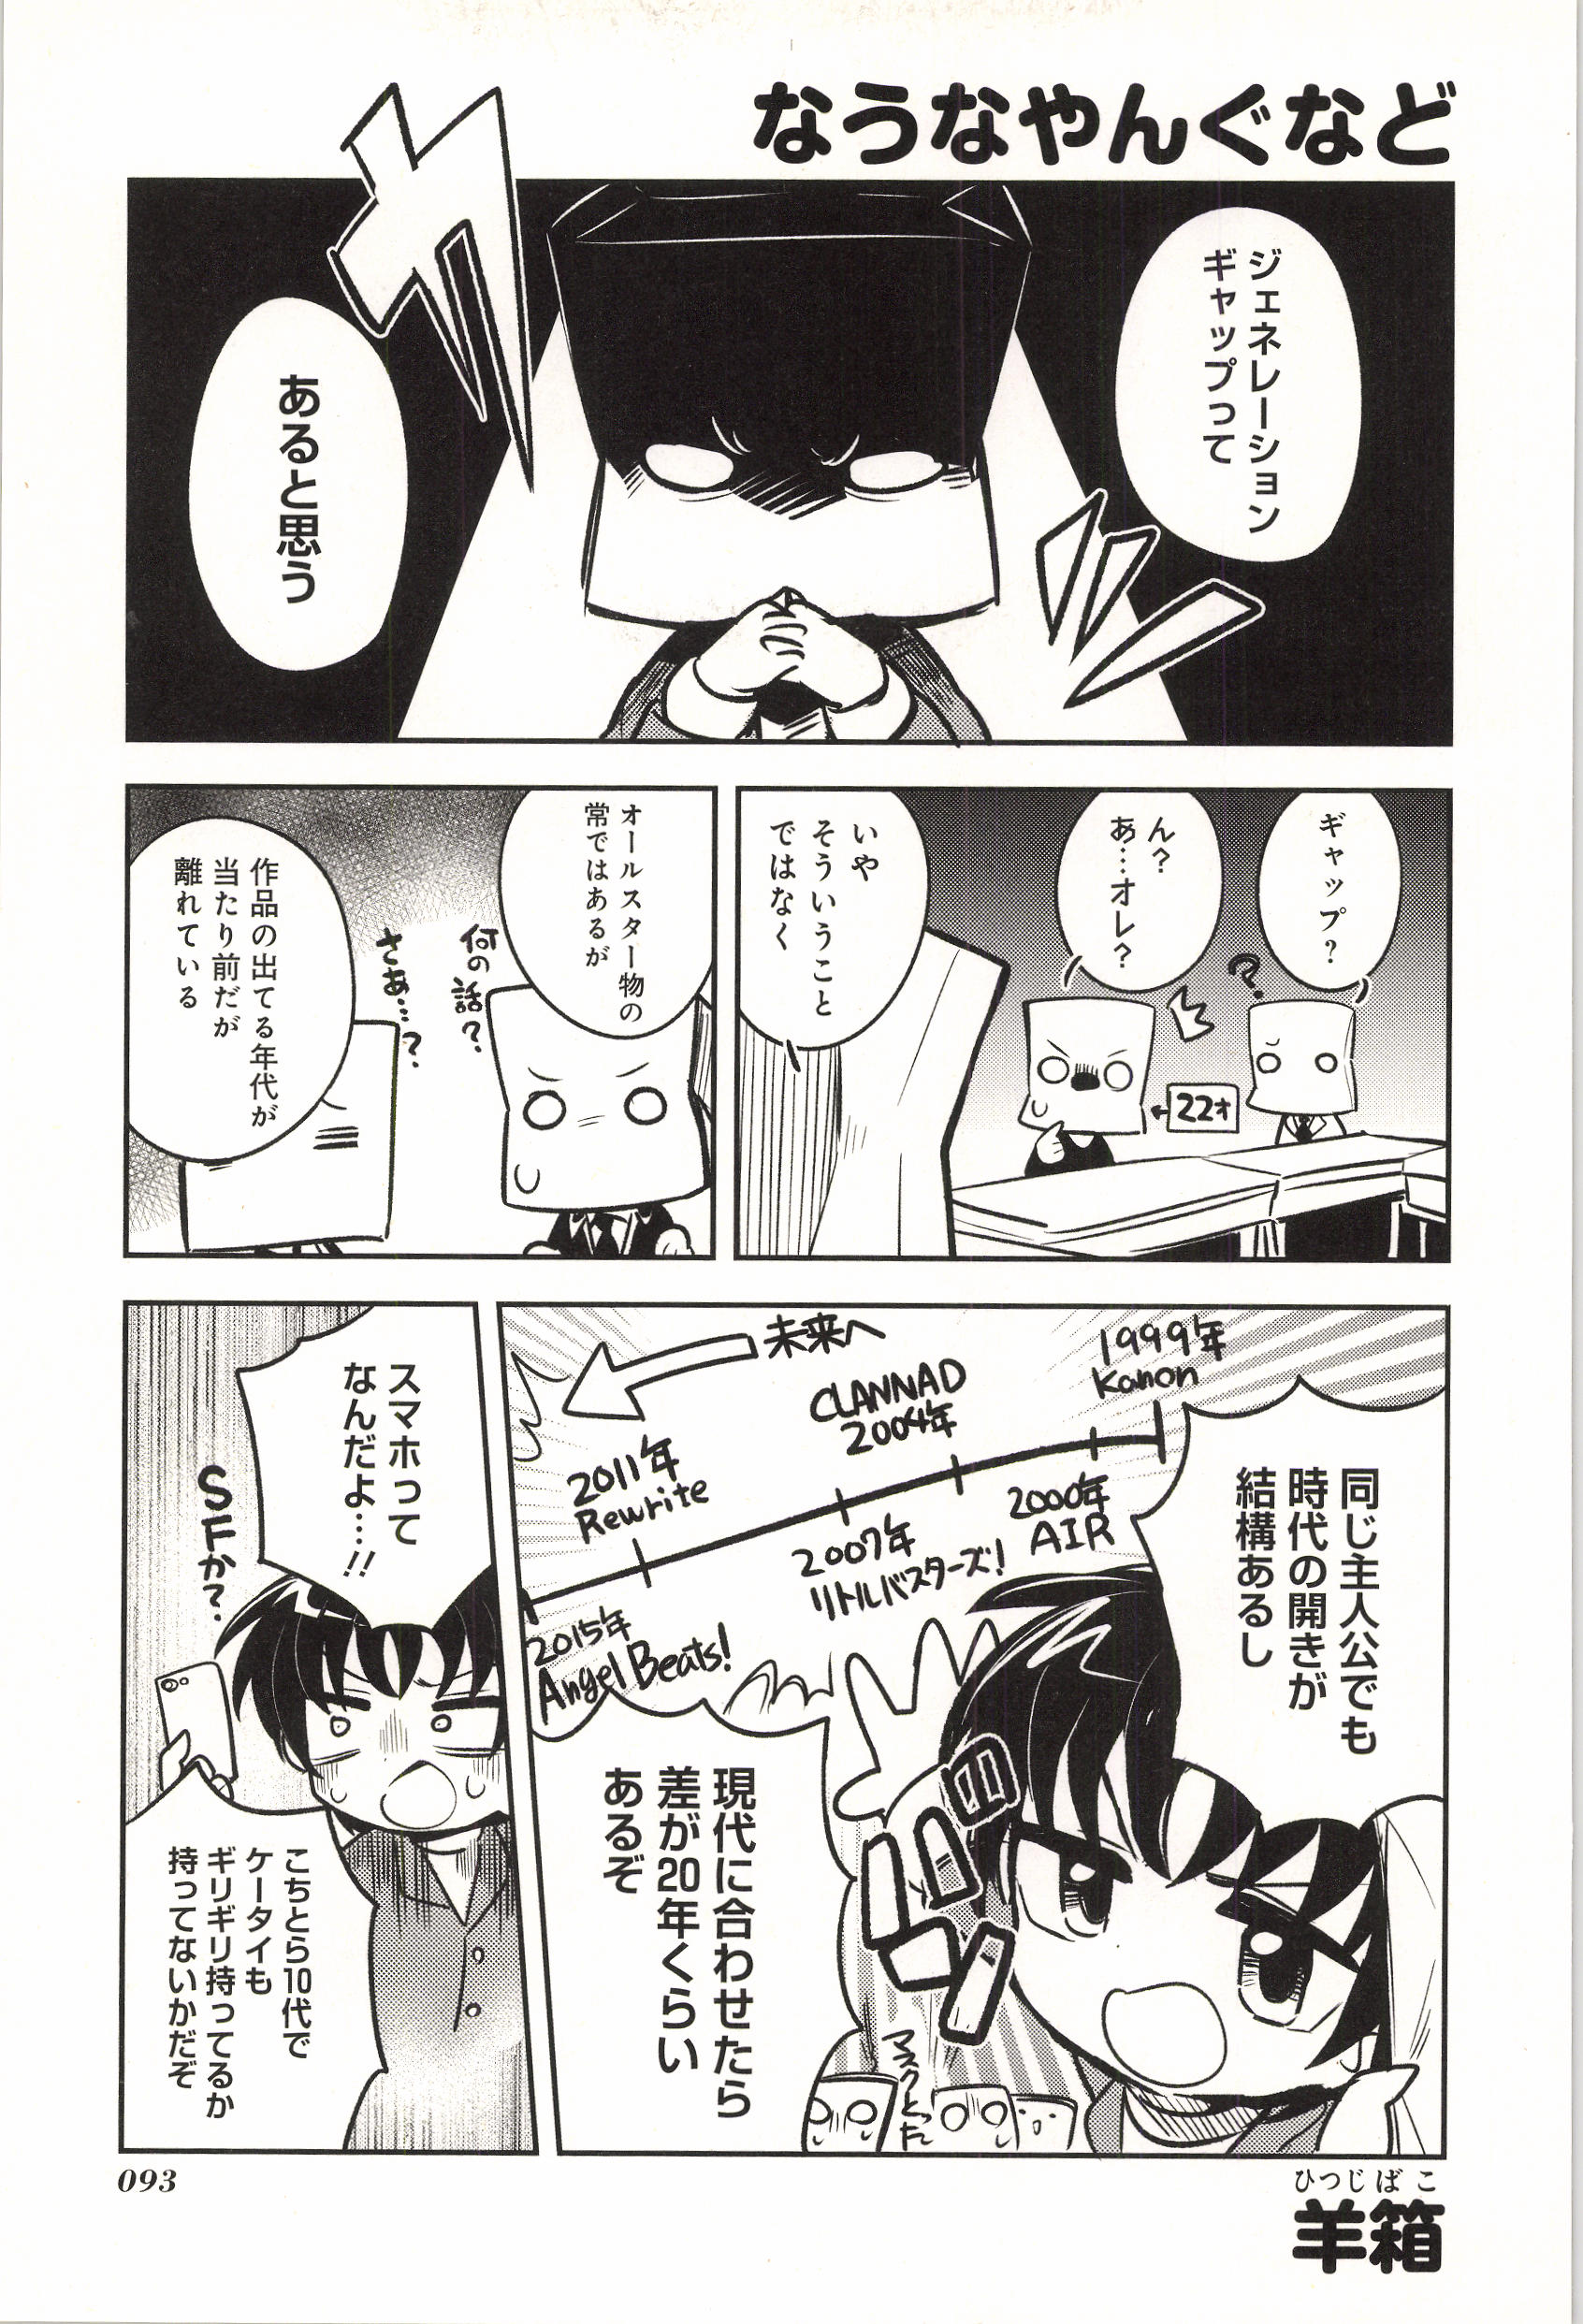 なうなやんぐなど
ジェネレーション
ギャップって
あると思う
ギャップ?
ん?
あ…オレ?
?
←22才
いや
そういうこと
ではなく
オールスター物の
常ではあるが
何の話?
さあ…?
作品の出てる年代が
当たり前だが
離れている
同じ主人公でも
時代の開きが
結構あるし
1999年
Kanon
2000年
AIR
CLANNAD
2004年
2007年
リトルバスターズ!
2011年
Rewrite
2015年
Angel Beats!
未来へ
マスクとった
現代に合わせたら
差が20年くらい
あるぞ
スマホって
なんだよ…!!
SFか?
こちとら10代で
ケータイも
ギリギリ持ってるか
持ってないかだぞ
093
ひつじばこ
羊箱